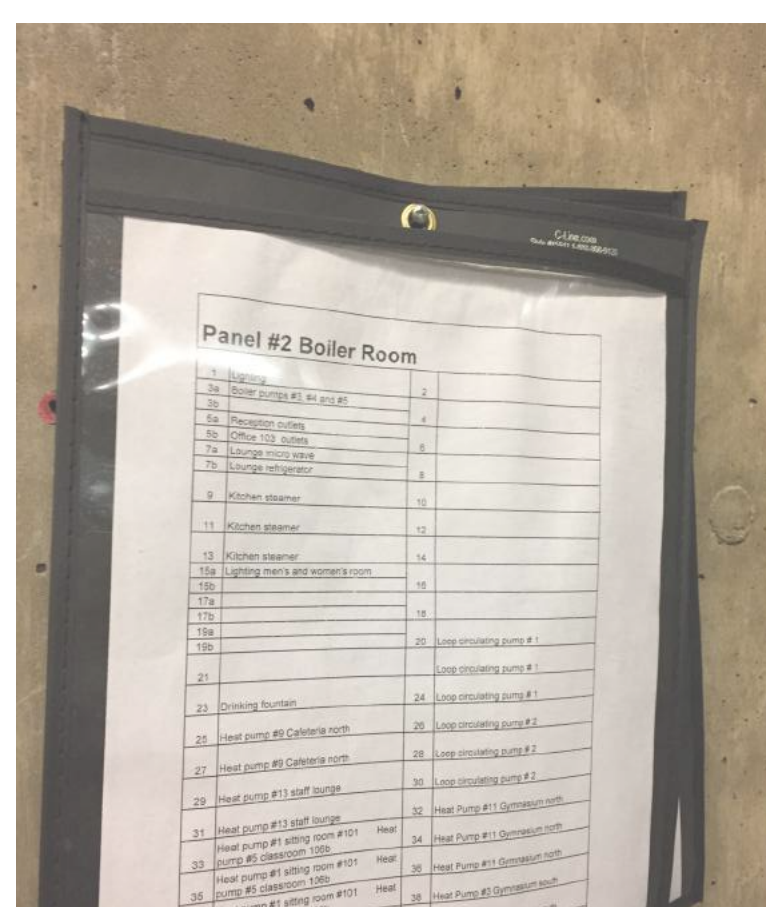 C-Line.com
Panel #2 Boiler Room
1 Lighting 2
3a Boiler pumps #3, #4 and #5
3b 4
5a Reception outlets
5b Office 103 outlets 6
7a Lounge micro wave
7b Lounge refrigerator 8
9 Kitchen steamer 10
11 Kitchen steamer 12
13 Kitchen steamer 14
15a Lighting men's and women's room
15b 16
17a
17b 18
19a
19b 20 Loop circulating pump # 1
21 Loop circulating pump # 1
23 Drinking fountain 24 Loop circulating pump # 1
25 Heat pump #9 Cafeteria north 26 Loop circulating pump # 2
27 Heat pump #9 Cafeteria north 28 Loop circulating pump # 2
29 Heat pump #13 staff lounge 30 Loop circulating pump # 2
31 Heat pump #13 staff lounge 32 Heat Pump #11 Gymnasium north
Heat pump #1 sitting room #101 Heat
33 pump #5 classroom 106b 34 Heat Pump #11 Gymnasium north
Heat pump #1 sitting room #101 Heat
35 pump #5 classroom 106b 36 Heat Pump #11 Gymnasium north
Heat pump #1 sitting room #101 Heat
38 Heat Pump #3 Gymnasium south